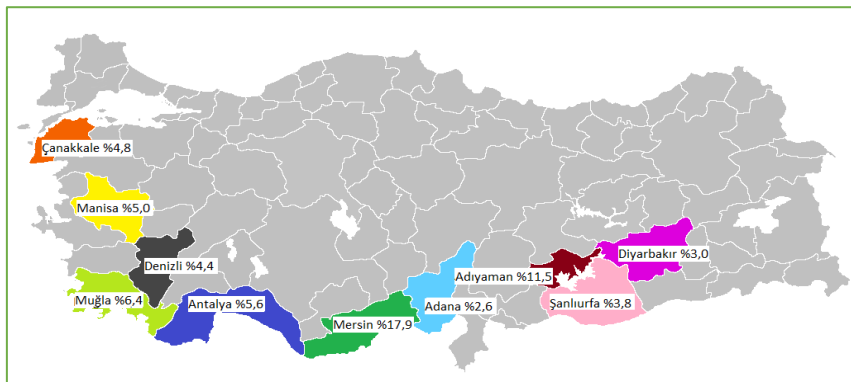 Çanakkale %4,8
Manisa %5,0
Denizli %4,4
Muğla %6,4
Antalya %5,6
Mersin %17,9
Adana %2,6
Adıyaman %11,5
Şanlıurfa %3,8
Diyarbakır %3,0